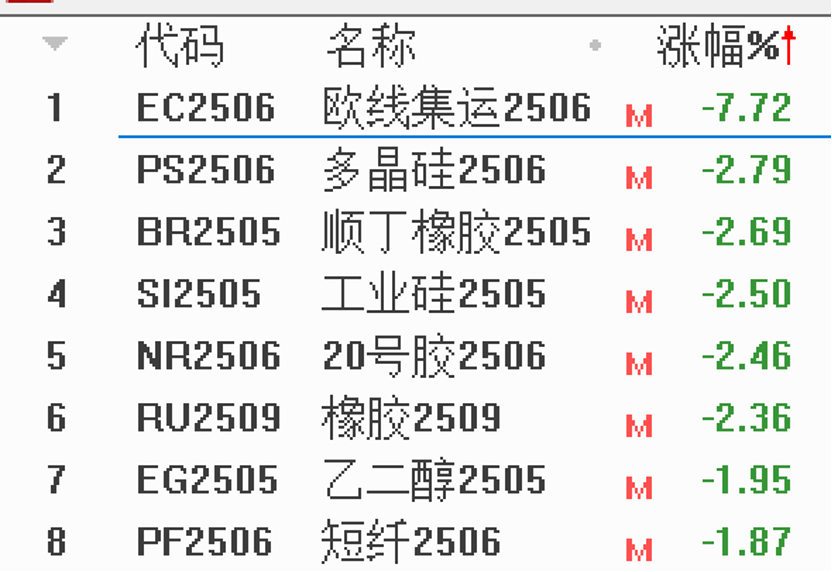 代码 名称 涨幅%
1 EC2506 欧线集运2506 M -7.72
2 PS2506 多晶硅2506 M -2.79
3 BR2505 顺丁橡胶2505 M -2.69
4 SI2505 工业硅2505 M -2.50
5 NR2506 20号胶2506 M -2.46
6 RU2509 橡胶2509 M -2.36
7 EG2505 乙二醇2505 M -1.95
8 PF2506 短纤2506 M -1.87